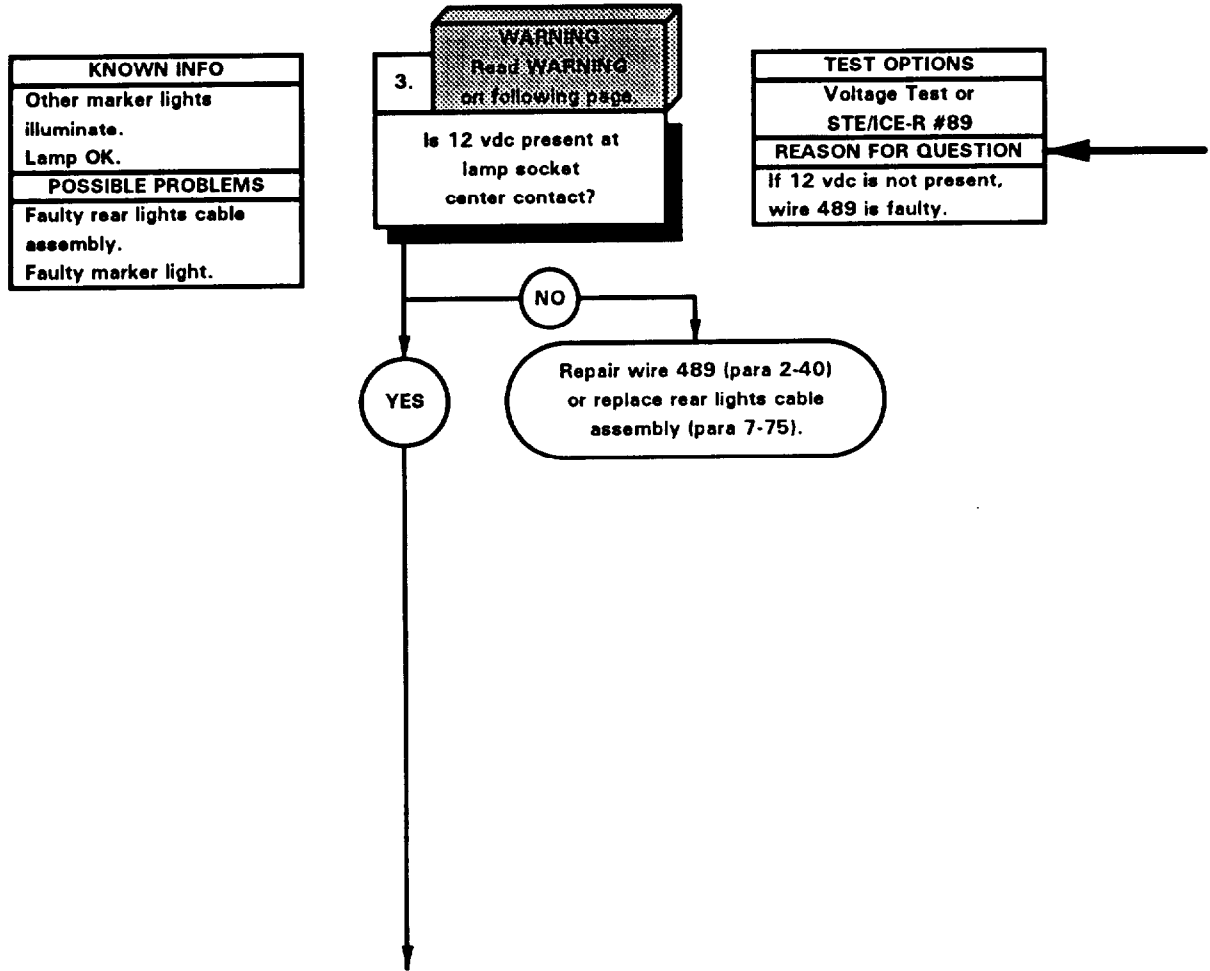 KNOWN INFO
Other marker lights
illuminate.
Lamp OK.
POSSIBLE PROBLEMS
Faulty rear lights cable
assembly.
Faulty marker light.
3.
WARNING
Read WARNING
on following page.
Is 12 vdc present at
lamp socket
center contact?
TEST OPTIONS
Voltage Test or
STE/ICE-R #89
REASON FOR QUESTION
If 12 vdc is not present,
wire 489 is faulty.
NO
YES
Repair wire 489 (para 2-40)
or replace rear lights cable
assembly (para 7-75).